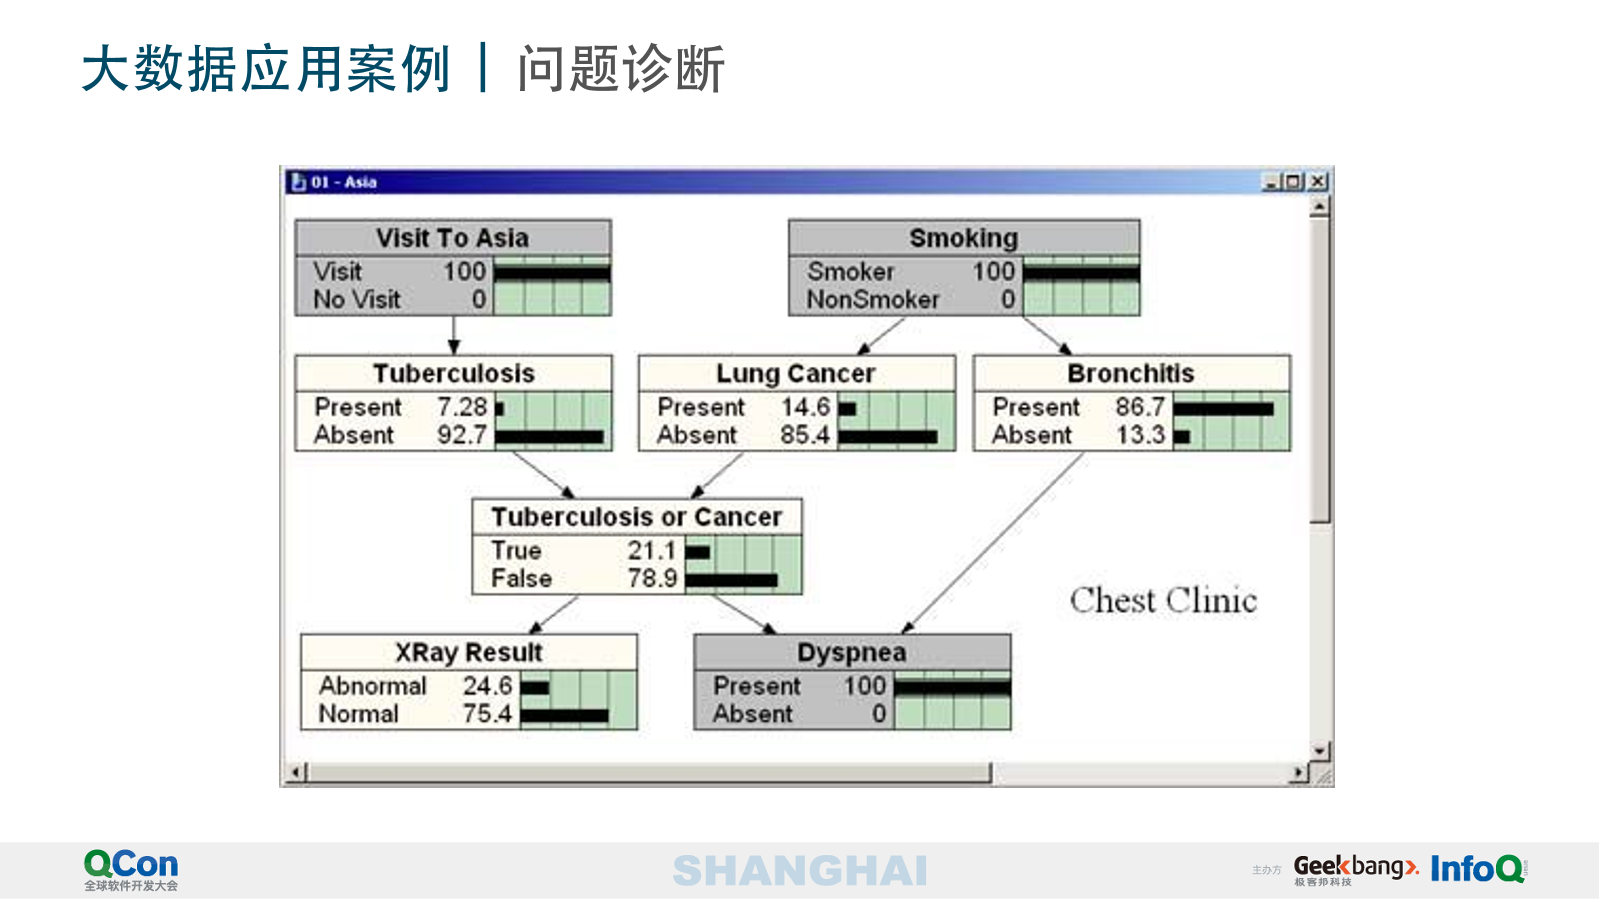 大数据应用案例 | 问题诊断
01 - Asia
Visit To Asia
Visit 100
No Visit 0
Smoking
Smoker 100
NonSmoker 0
Tuberculosis
Present 7.28
Absent 92.7
Lung Cancer
Present 14.6
Absent 85.4
Bronchitis
Present 86.7
Absent 13.3
Tuberculosis or Cancer
True 21.1
False 78.9
Chest Clinic
XRay Result
Abnormal 24.6
Normal 75.4
Dyspnea
Present 100
Absent 0
QCon
全球软件开发大会
SHANGHAI
主办方
Geekbang>.
极客邦科技
InfoQ